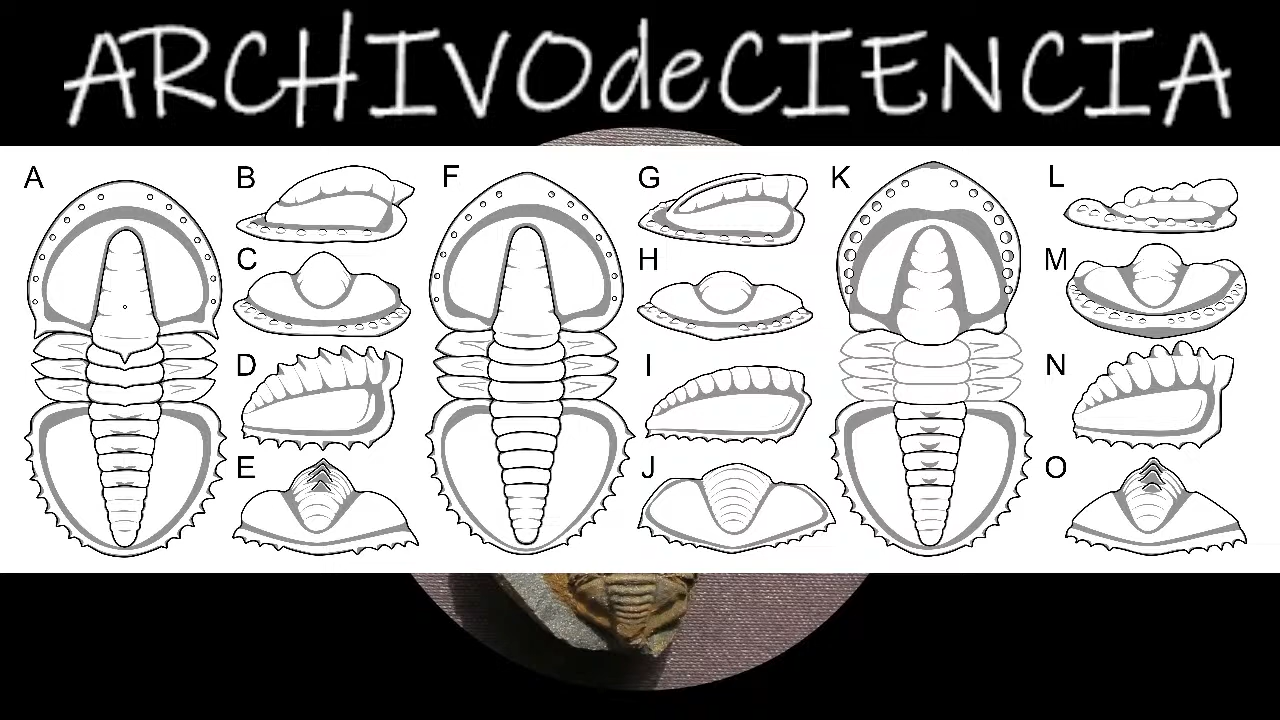 ARCHIVOdeCIENCIA
A B F G K L
C H M
D I N
E J O